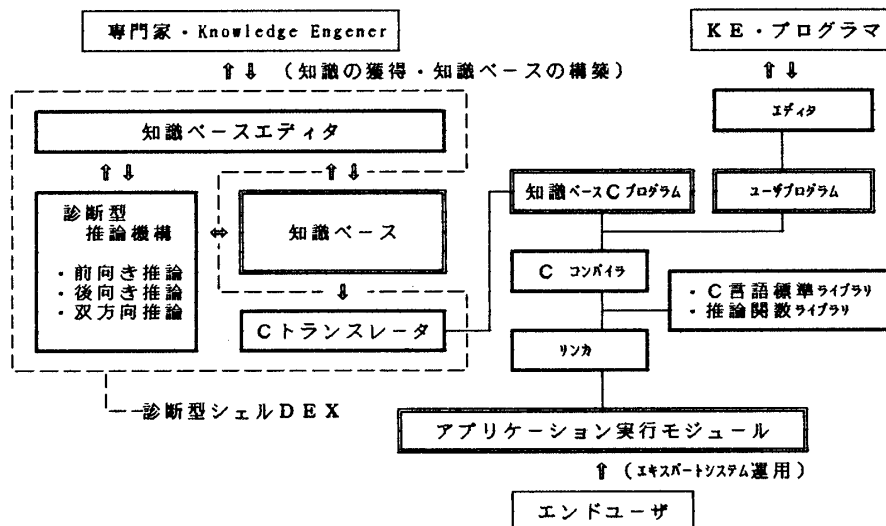 専門家・Knowledge Engener
KE・プログラマ
⇧⇩ (知識の獲得・知識ベースの構築)
⇧⇩
知識ベースエディタ
エディタ
⇧⇩
⇧⇩
診断型
推論機構
・前向き推論
・後向き推論
・双方向推論
⇔
知識ベース
知識ベースCプログラム
ユーザプログラム
C コンパイラ
⇩
・C言語標準ライブラリ
・推論関数ライブラリ
Cトランスレータ
リンカ
診断型シェルDEX
アプリケーション実行モジュール
⇧ (エキスパートシステム運用)
エンドユーザ